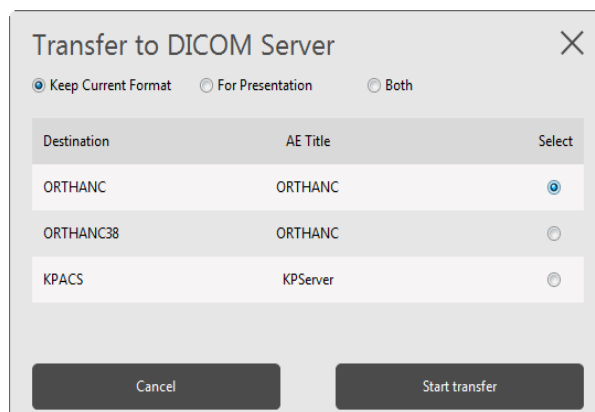 Transfer to DICOM Server
Keep Current Format For Presentation Both
Destination AE Title Select
ORTHANC ORTHANC
ORTHANC38 ORTHANC
KPACS KPServer
Cancel Start transfer